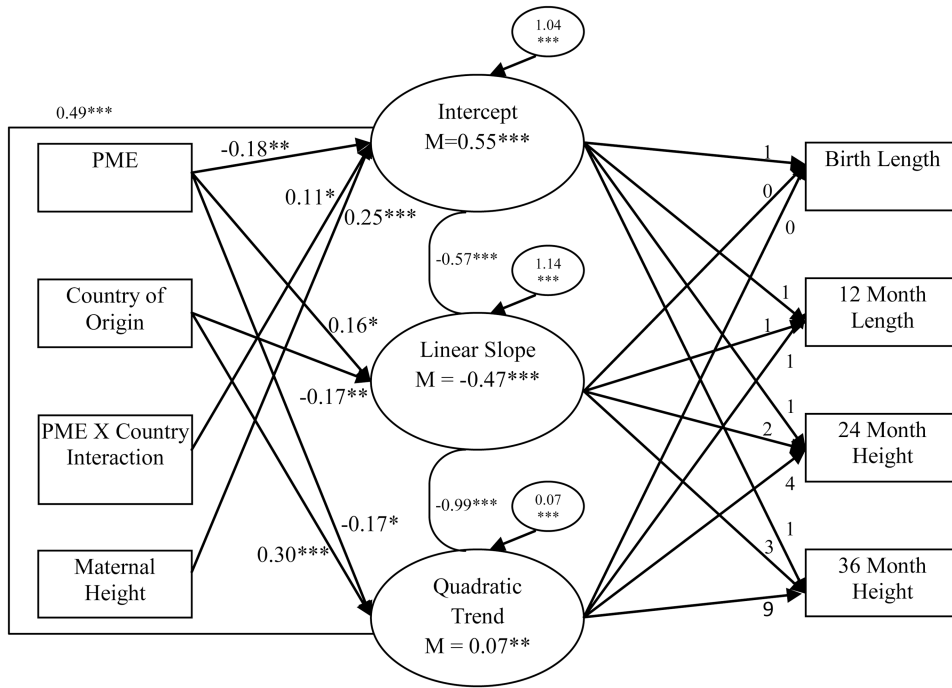 1.04
***
0.49***
Intercept
M=0.55***
PME
-0.18**
0.11*
0.25***
1
0
0
Birth Length
-0.57***
1.14
***
Country of
Origin
0.16*
-0.17**
Linear Slope
M = -0.47***
1
1
1
12 Month
Length
PME X Country
Interaction
1
2
4
24 Month
Height
-0.99***
0.07
***
-0.17*
0.30***
Maternal
Height
Quadratic
Trend
M = 0.07**
1
3
9
36 Month
Height